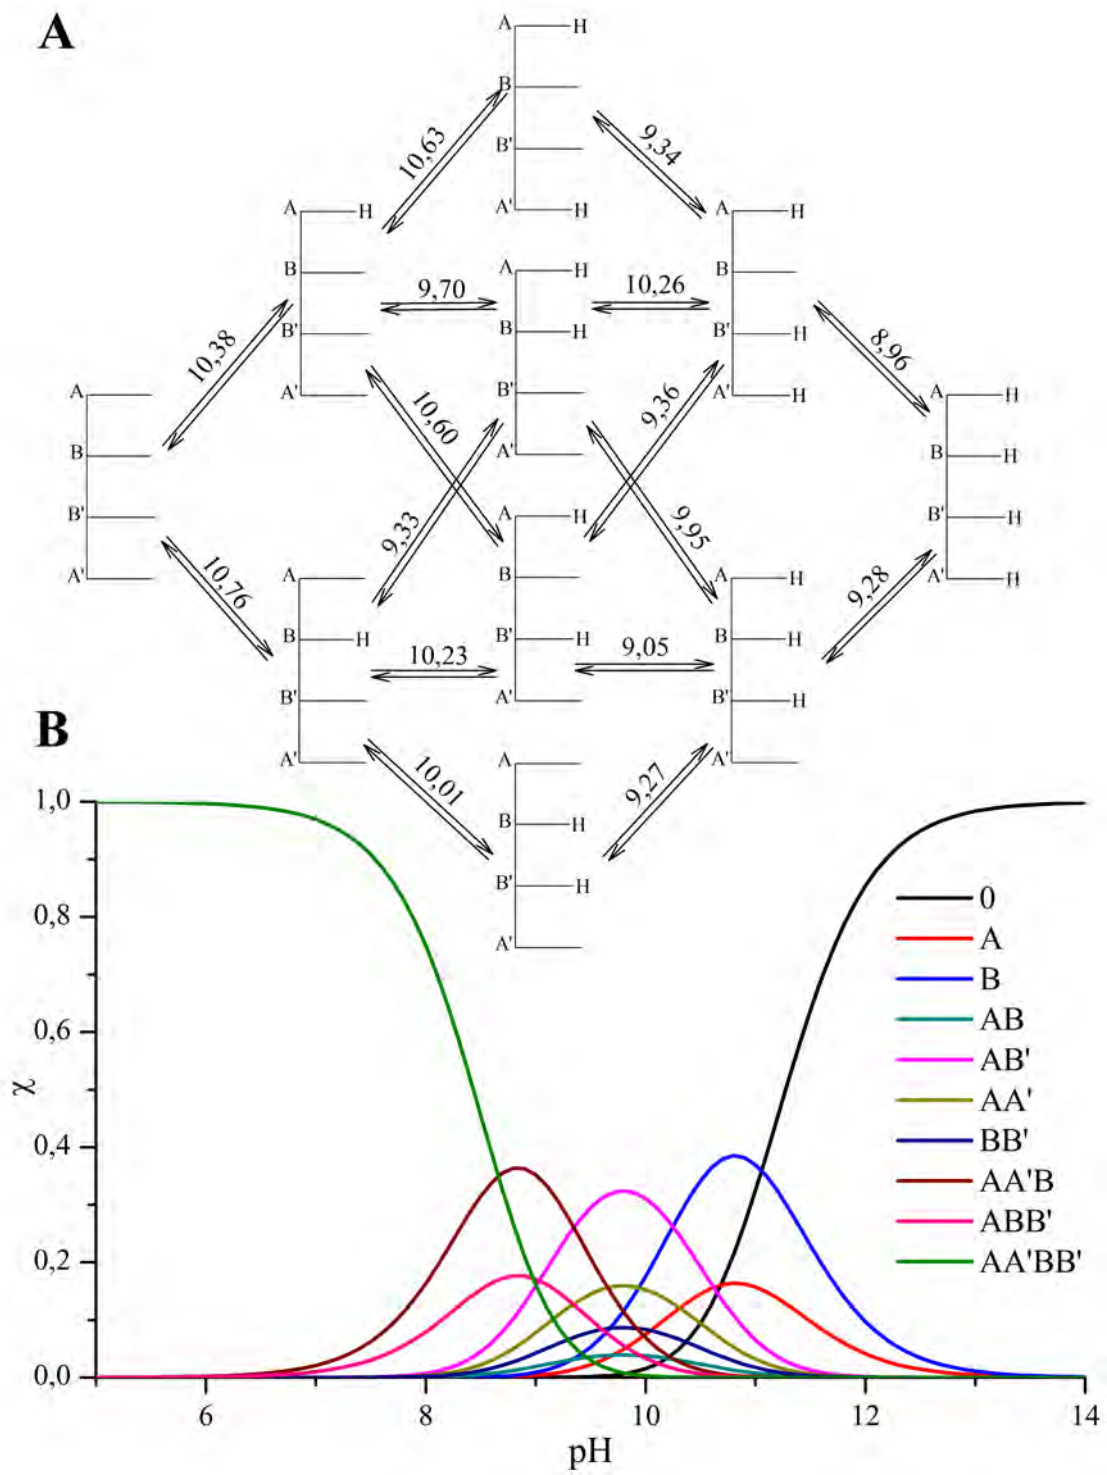 A
A H
B
B'
A' H
10,63
9,34
A H
B
B'
A'
A H
B H
B'
A'
A H
B
B' H
A' H
9,70
10,26
10,38
8,96
A
B
B'
A'
10,60
9,36
A H
B H
B' H
A' H
9,33
9,95
A H
B
B' H
A'
10,76
9,28
A
B H
B'
A'
10,23
9,05
A H
B H
B' H
A'
10,01
9,27
A
B H
B' H
A'
B
1,0
0,8
0,6
0,4
0,2
0,0
χ
0
A
B
AB
AB'
AA'
BB'
AA'B
ABB'
AA'BB'
6 8 10 12 14
pH